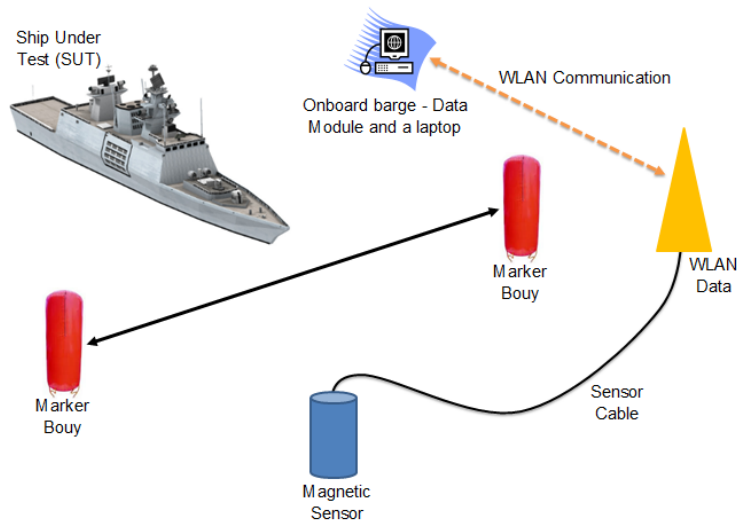 Ship Under
Test (SUT)
WLAN Communication
Onboard barge - Data
Module and a laptop
Marker
Bouy
WLAN
Data
Marker
Bouy
Sensor
Cable
Magnetic
Sensor